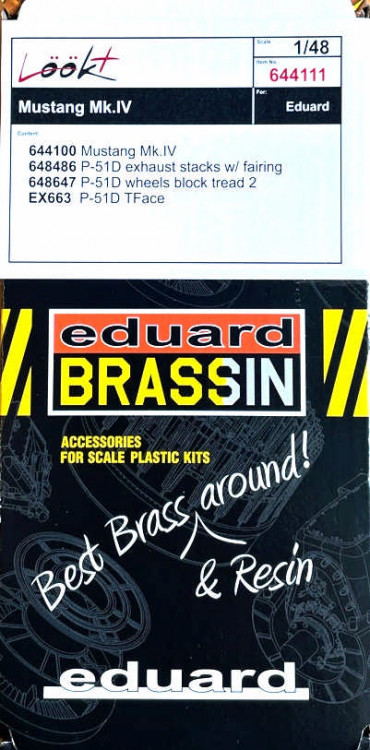 Löök+
Scale
1/48
Item No.
644111
Mustang Mk.IV
For:
Eduard
Content
644100 Mustang Mk.IV
648486 P-51D exhaust stacks w/ fairing
648647 P-51D wheels block tread 2
EX663 P-51D TFace
eduard
BRASSIN
ACCESSORIES
FOR SCALE PLASTIC KITS
Best Brass around!
& Resin
eduard